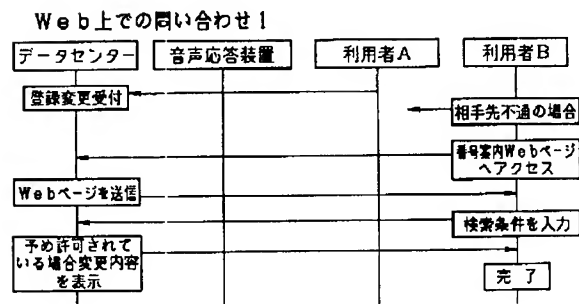 Web上での問い合わせ1
データセンター 音声応答装置 利用者A 利用者B
登録変更受付
相手先不通の場合
番号案内Webページ
へアクセス
Webページを送信
検索条件を入力
予め許可されて
いる場合変更内容
を表示
完了